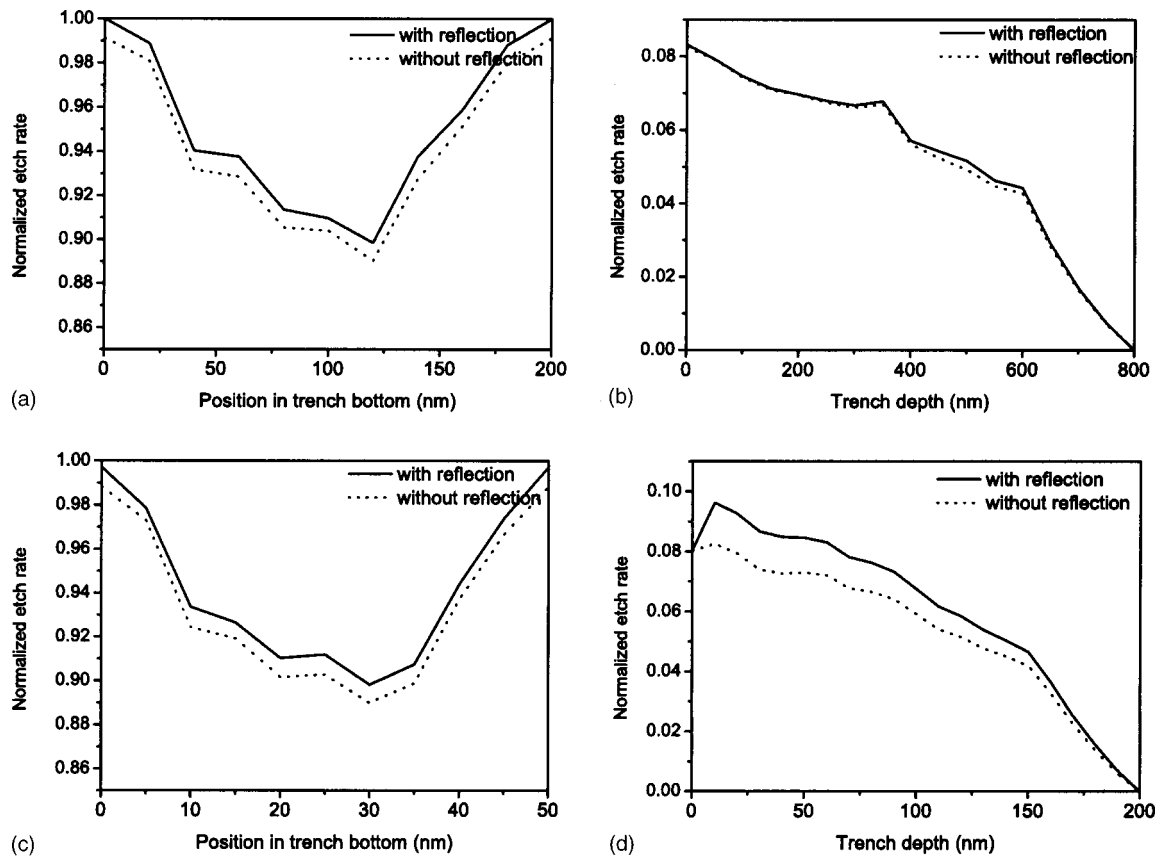 1.00
0.98
0.96
0.94
0.92
0.90
0.88
0.86
Normalized etch rate
with reflection
without reflection
0
50
100
150
200
Position in trench bottom (nm)
(a)
0.08
0.06
0.04
0.02
0.00
Normalized etch rate
with reflection
without reflection
0
200
400
600
800
Trench depth (nm)
(b)
1.00
0.98
0.96
0.94
0.92
0.90
0.88
0.86
Normalized etch rate
with reflection
without reflection
0
10
20
30
40
50
Position in trench bottom (nm)
(c)
0.10
0.08
0.06
0.04
0.02
0.00
Normalized etch rate
with reflection
without reflection
0
50
100
150
200
Trench depth (nm)
(d)